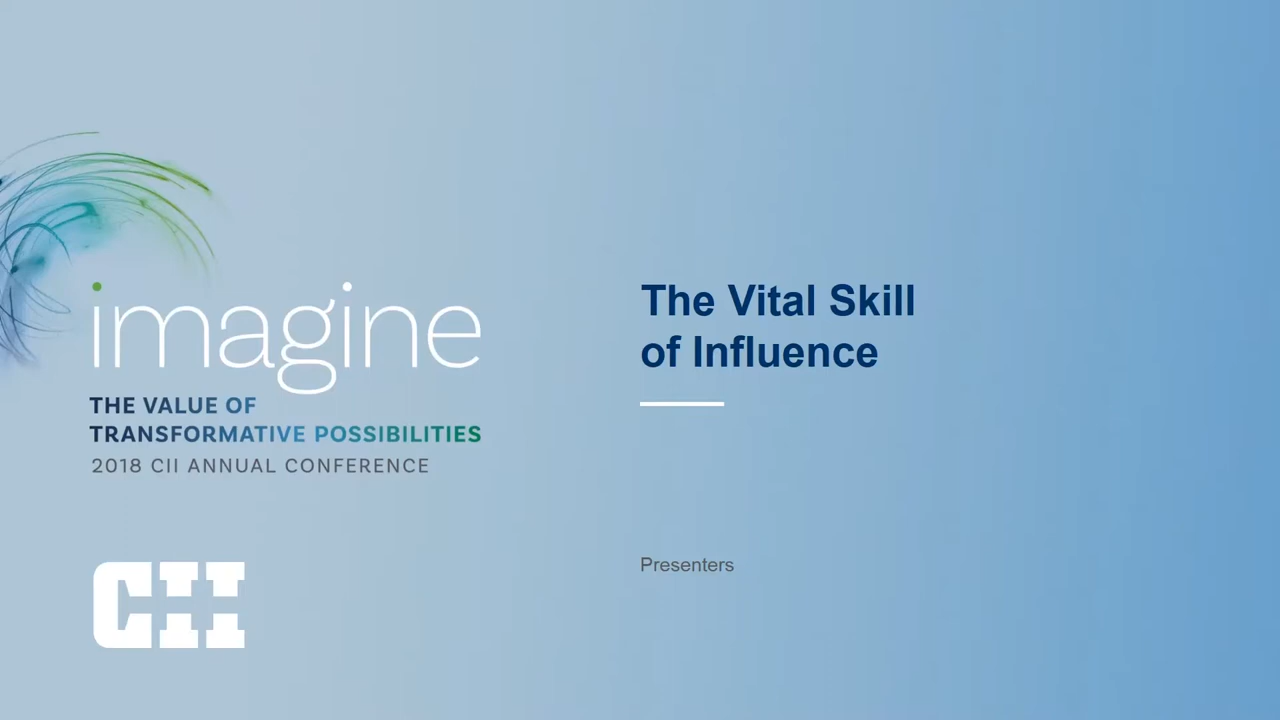 imagine
THE VALUE OF
TRANSFORMATIVE POSSIBILITIES
2018 CII ANNUAL CONFERENCE
CII
The Vital Skill
of Influence
Presenters